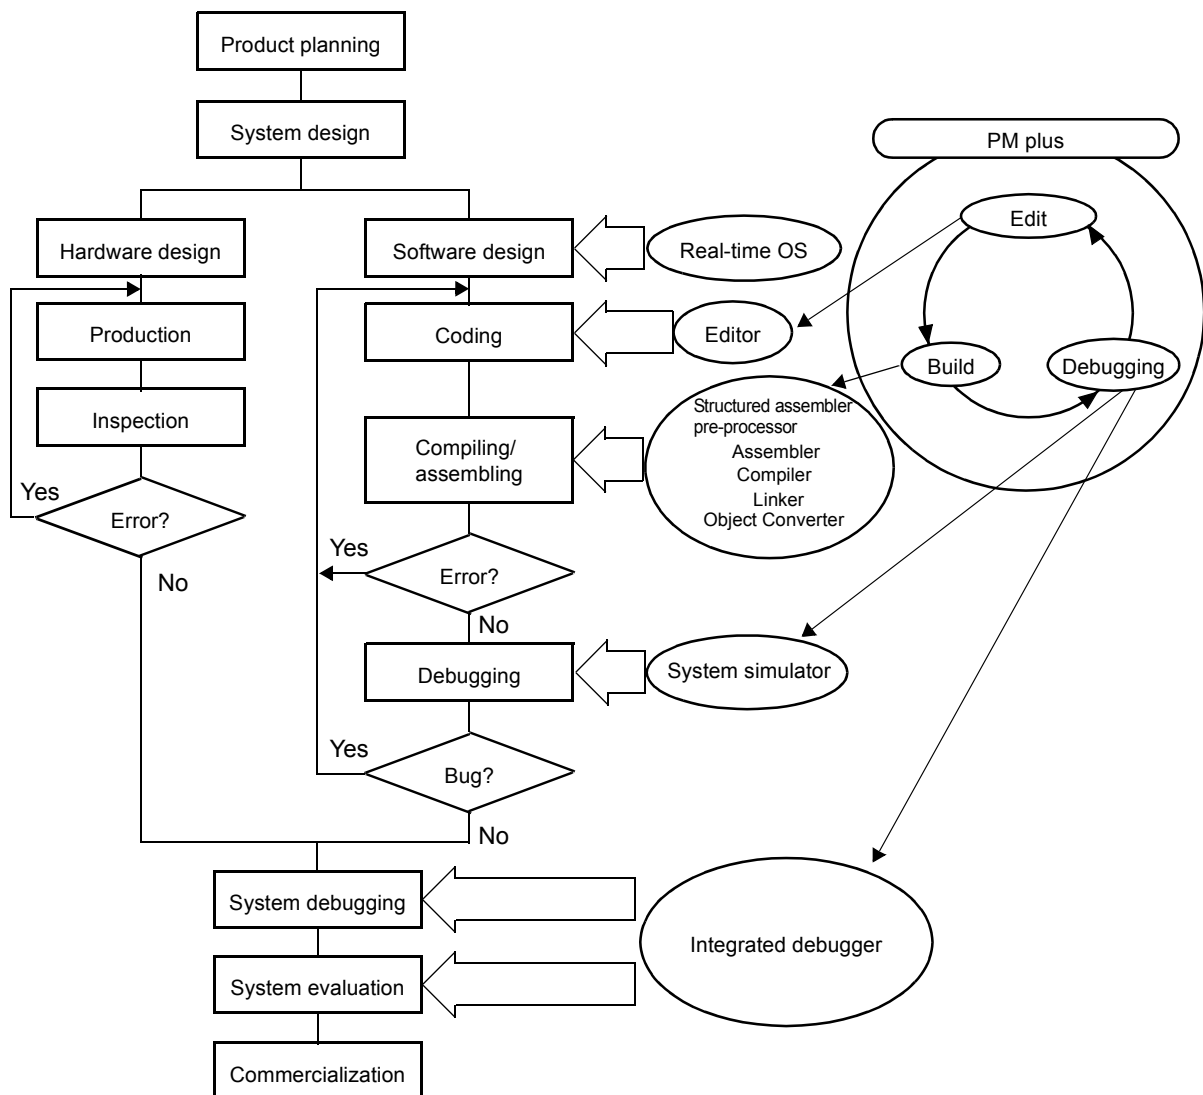 Product planning
System design
PM plus
Edit
Hardware design
Software design
Real-time OS
Production
Coding
Editor
Build
Debugging
Inspection
Compiling/
assembling
Structured assembler
pre-processor
Assembler
Compiler
Linker
Object Converter
Yes
Error?
No
Yes
Error?
No
Debugging
System simulator
Yes
Bug?
No
System debugging
Integrated debugger
System evaluation
Commercialization